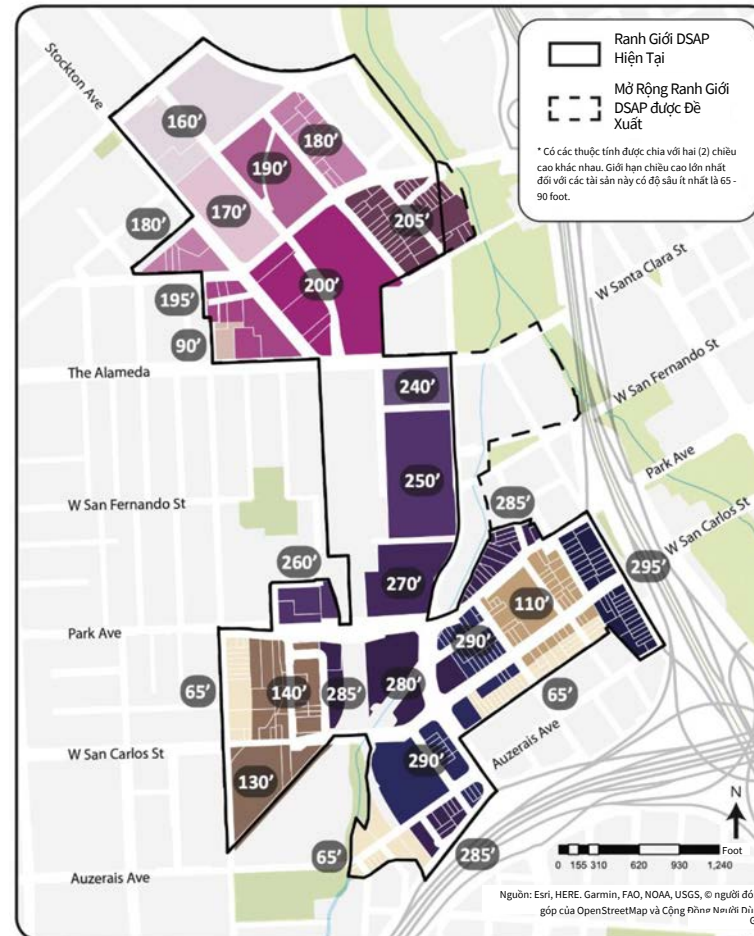 Ranh Giới DSAP
Hiện Tại
Mở Rộng Ranh Giới
DSAP được Đề
Xuất
* Có các thuộc tính được chia với hai (2) chiều
cao khác nhau. Giới hạn chiều cao lớn nhất
đối với các tài sản này có độ sâu ít nhất là 65 -
90 foot.
Stockton Ave
160'
180'
190'
170'
205'
180'
W Santa Clara St
200'
195'
90'
The Alameda
240'
W San Fernando St
Park Ave
250'
W San Fernando St
285'
W San Carlos St
260'
270'
295'
110'
Park Ave
290'
65'
140'
285'
280'
65'
W San Carlos St
Auzerais Ave
290'
130'
N
65'
285'
Auzerais Ave
Foot
0 155 310 620 930 1,240
Nguồn: Esri, HERE. Garmin, FAO, NOAA, USGS, © người đó
góp của OpenStreetMap và Cộng Đồng Người Dù
G